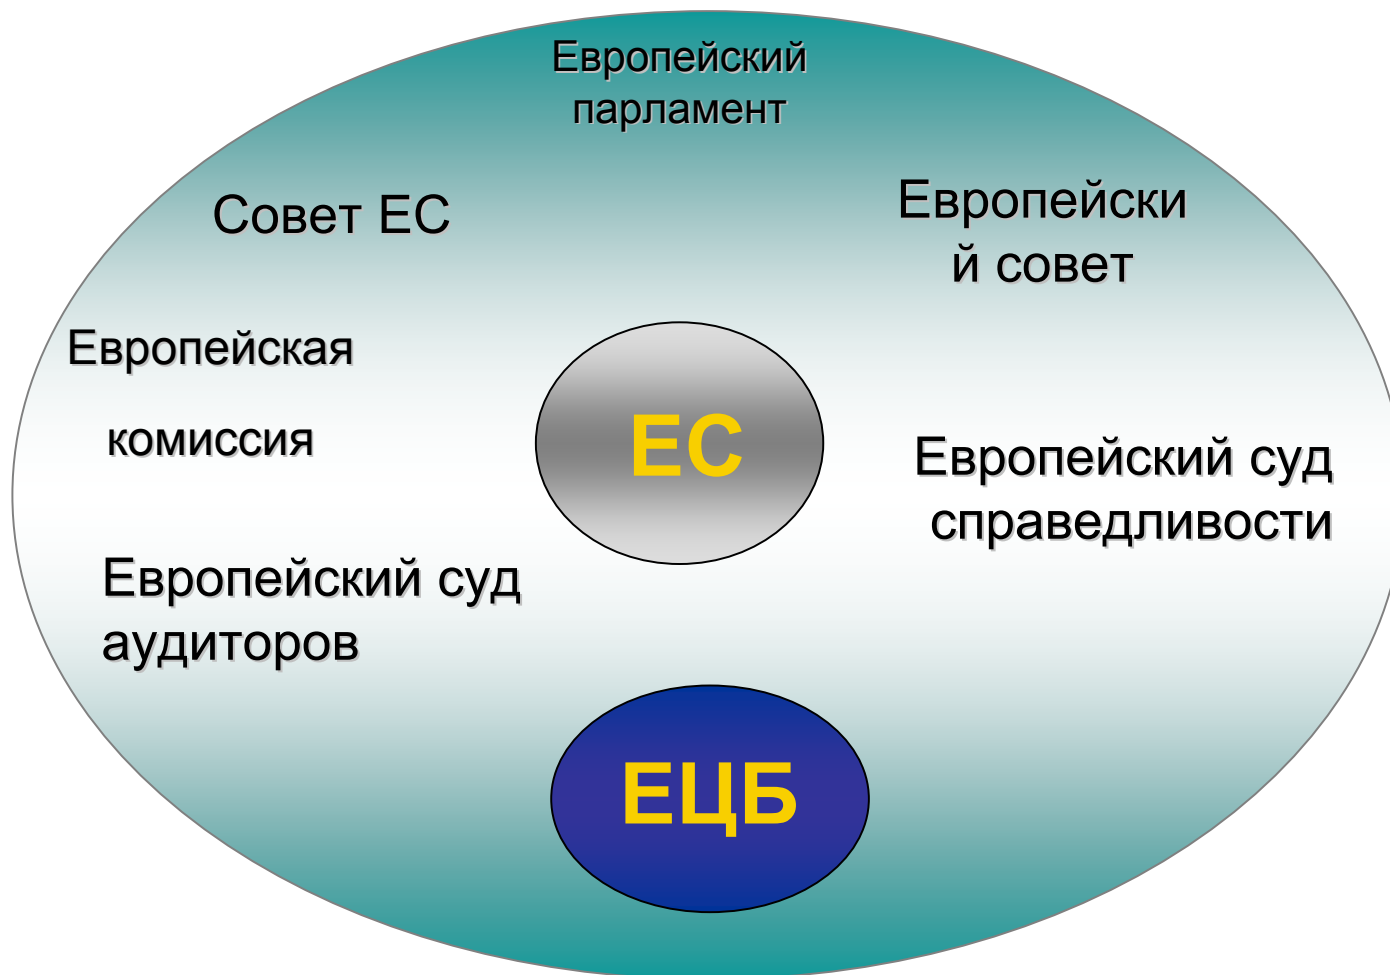 Европейский
парламент
Совет ЕС
Европейски
й совет
Европейская
комиссия
ЕС
Европейский суд
справедливости
Европейский суд
аудиторов
ЕЦБ